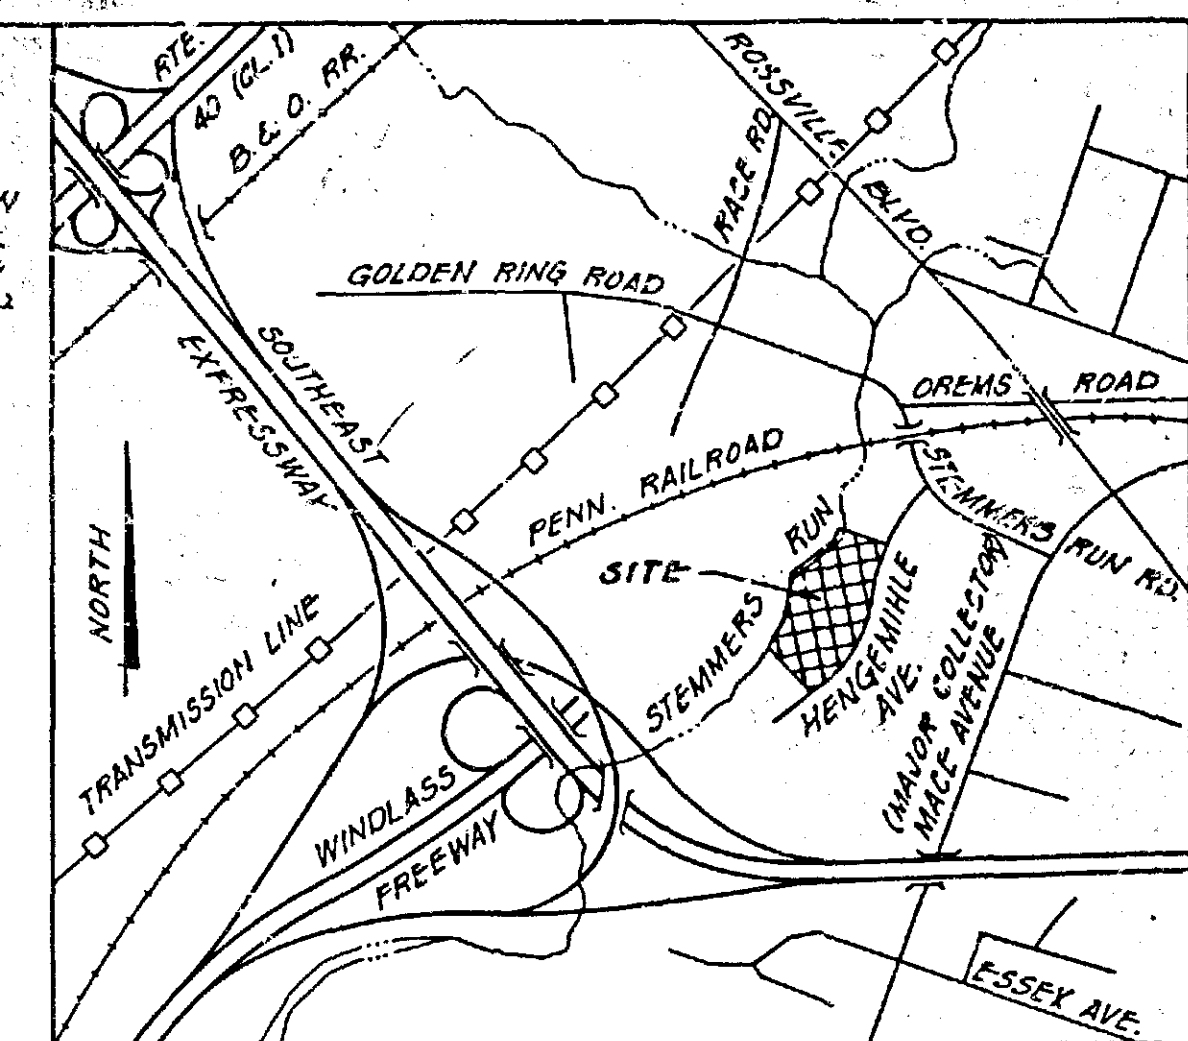 RTE.
40 (CL.1)
B. & O. RR.
ROSSVILLE
BLVD.
RACE RD.
GOLDEN RING ROAD
SOUTHEAST
EXPRESSWAY
OREMS ROAD
PENN. RAILROAD
STEMMERS RUN RD.
NORTH
SITE
STEMMERS RUN
HENGEMIHLE
AVE.
(MAJOR COLLECTOR)
MACE AVENUE
TRANSMISSION LINE
WINDLASS
FREEWAY
ESSEX AVE.